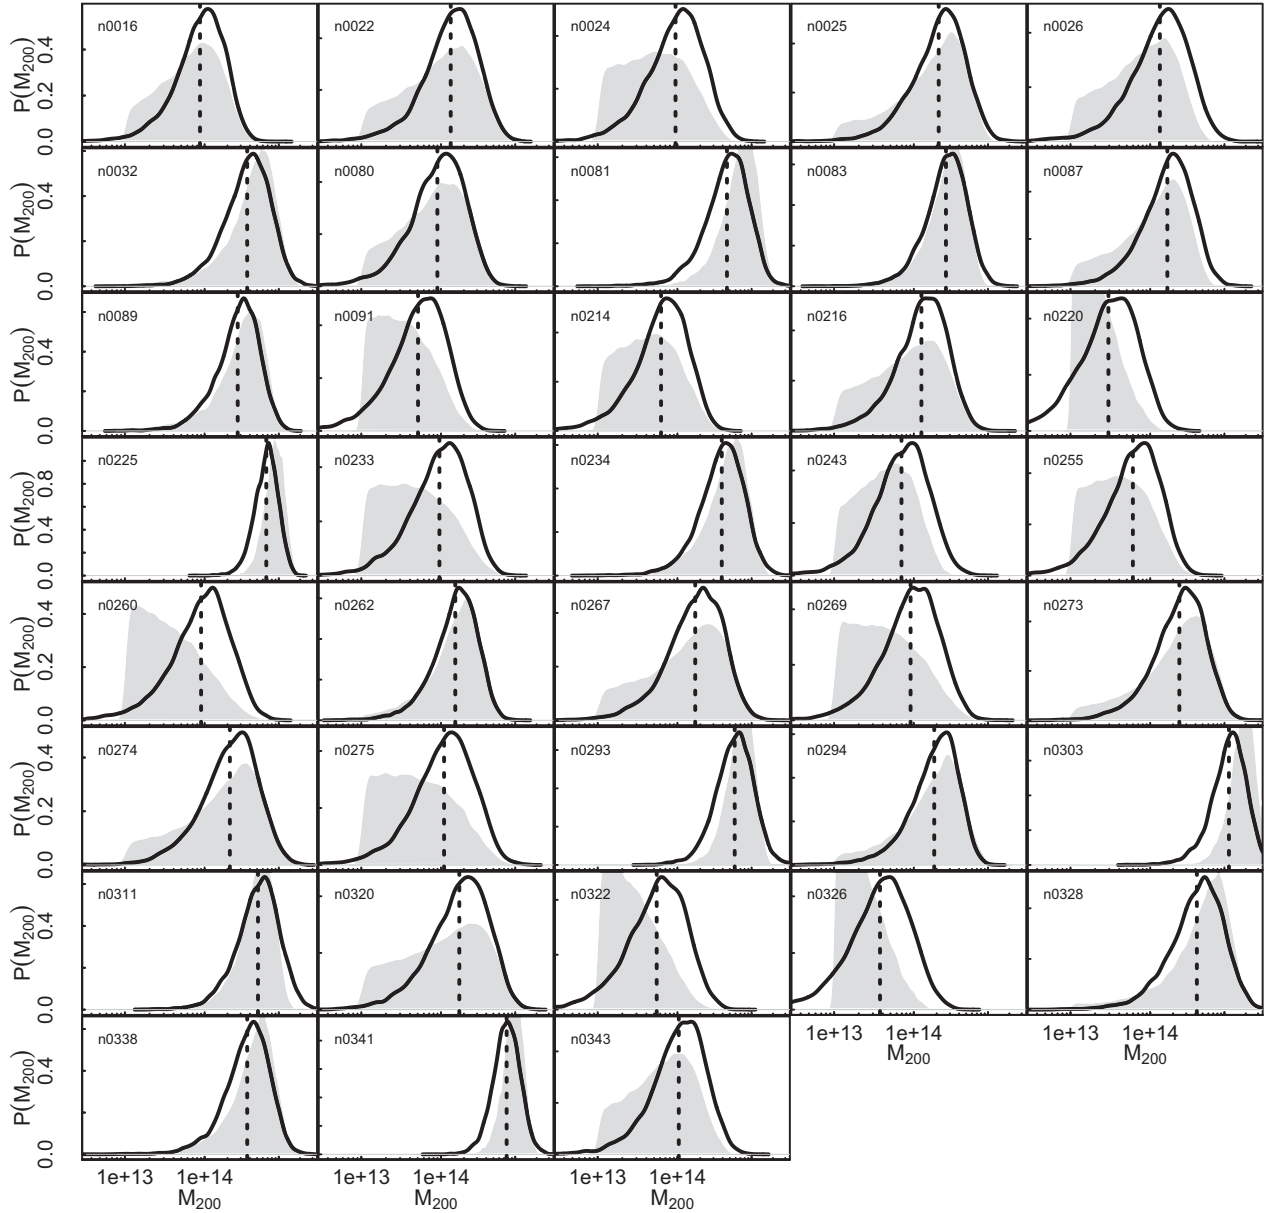 n0016 n0022 n0024 n0025 n0026
P(M200) 0.0 0.2 0.4
n0032 n0080 n0081 n0083 n0087
P(M200) 0.0 0.4
n0089 n0091 n0214 n0216 n0220
P(M200) 0.0 0.4
n0225 n0233 n0234 n0243 n0255
P(M200) 0.0 0.4 0.8
n0260 n0262 n0267 n0269 n0273
P(M200) 0.0 0.2 0.4
n0274 n0275 n0293 n0294 n0303
P(M200) 0.0 0.2 0.4
n0311 n0320 n0322 n0326 n0328
P(M200) 0.0 0.4
1e+13 1e+14 1e+13 1e+14
M200 M200
n0338 n0341 n0343
P(M200) 0.0 0.4
1e+13 1e+14 1e+13 1e+14 1e+13 1e+14
M200 M200 M200